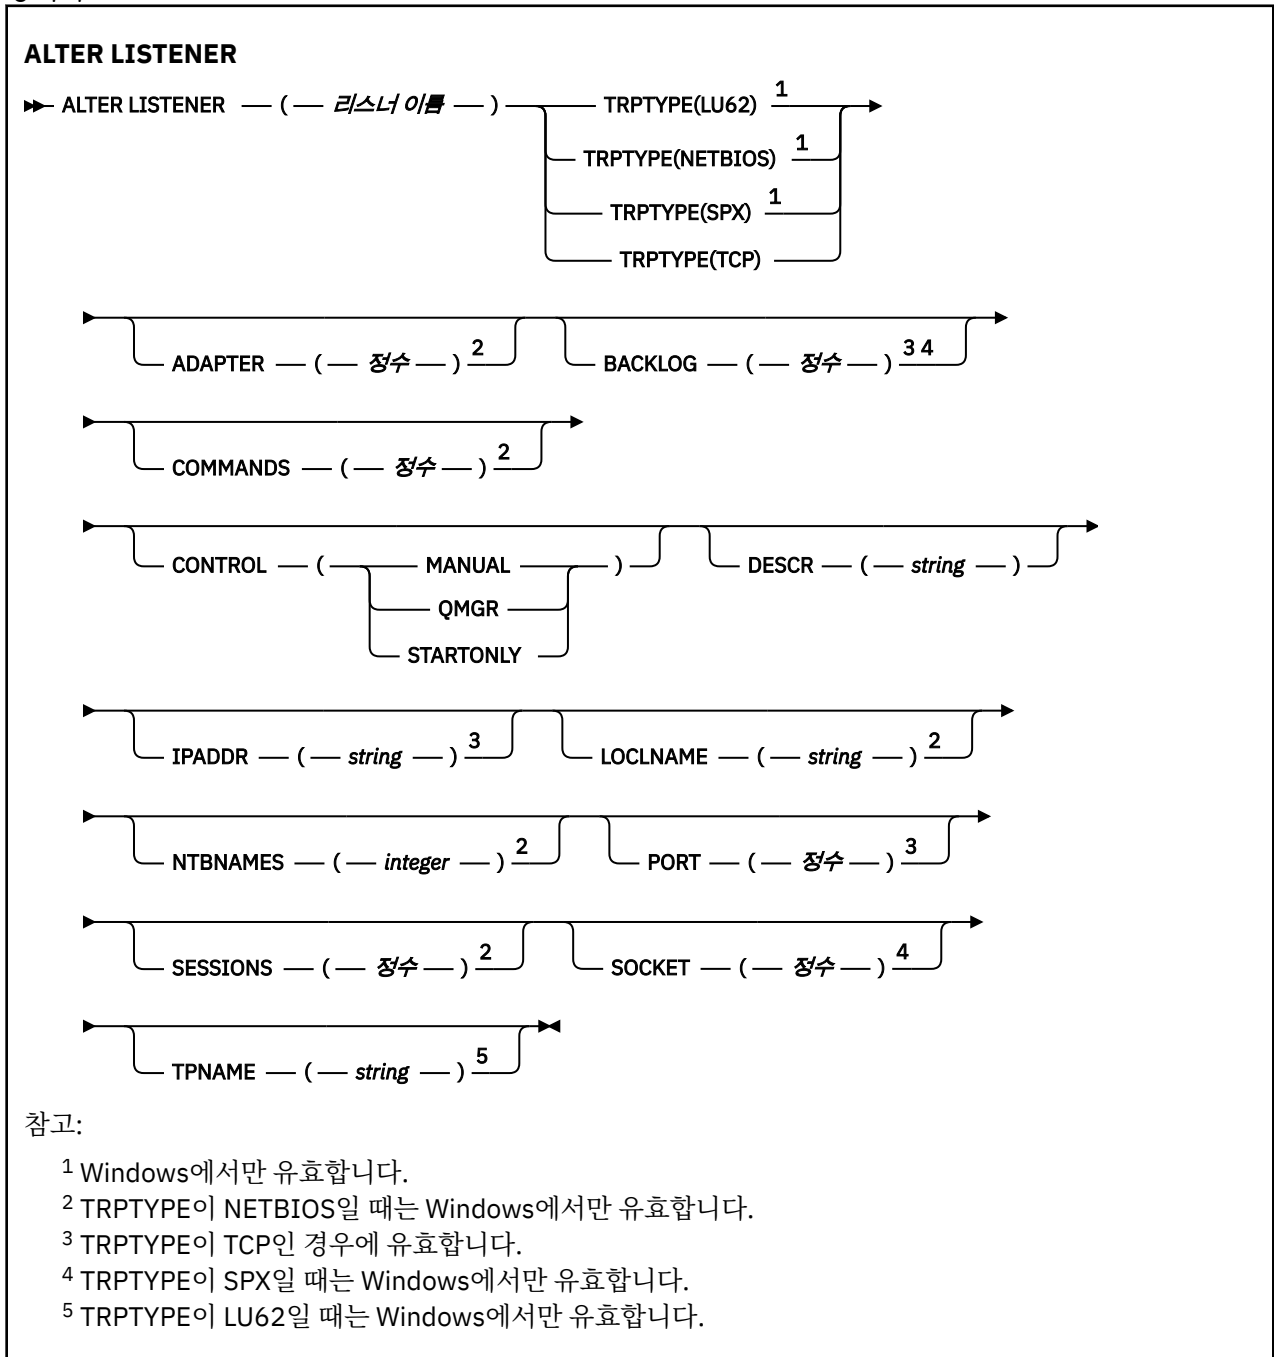 ALTER LISTENER
ALTER LISTENER ( 리스너 이름 ) TRPTYPE(LU62) 1
TRPTYPE(NETBIOS) 1
TRPTYPE(SPX) 1
TRPTYPE(TCP)
ADAPTER ( 정수 ) 2 BACKLOG ( 정수 ) 3 4
COMMANDS ( 정수 ) 2
CONTROL ( MANUAL ) DESCR ( string )
QMGR
STARTONLY
IPADDR ( string ) 3 LOCLNAME ( string ) 2
NTBNAMES ( integer ) 2 PORT ( 정수 ) 3
SESSIONS ( 정수 ) 2 SOCKET ( 정수 ) 4
TPNAME ( string ) 5
참고:
1 Windows에서만 유효합니다.
2 TRPTYPE이 NETBIOS일 때는 Windows에서만 유효합니다.
3 TRPTYPE이 TCP인 경우에 유효합니다.
4 TRPTYPE이 SPX일 때는 Windows에서만 유효합니다.
5 TRPTYPE이 LU62일 때는 Windows에서만 유효합니다.